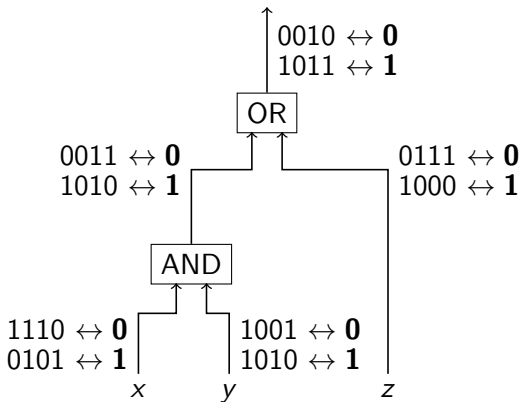 0010 ↔ 0
1011 ↔ 1
OR
0011 ↔ 0
1010 ↔ 1
0111 ↔ 0
1000 ↔ 1
AND
1110 ↔ 0
0101 ↔ 1
1001 ↔ 0
1010 ↔ 1
x
y
z